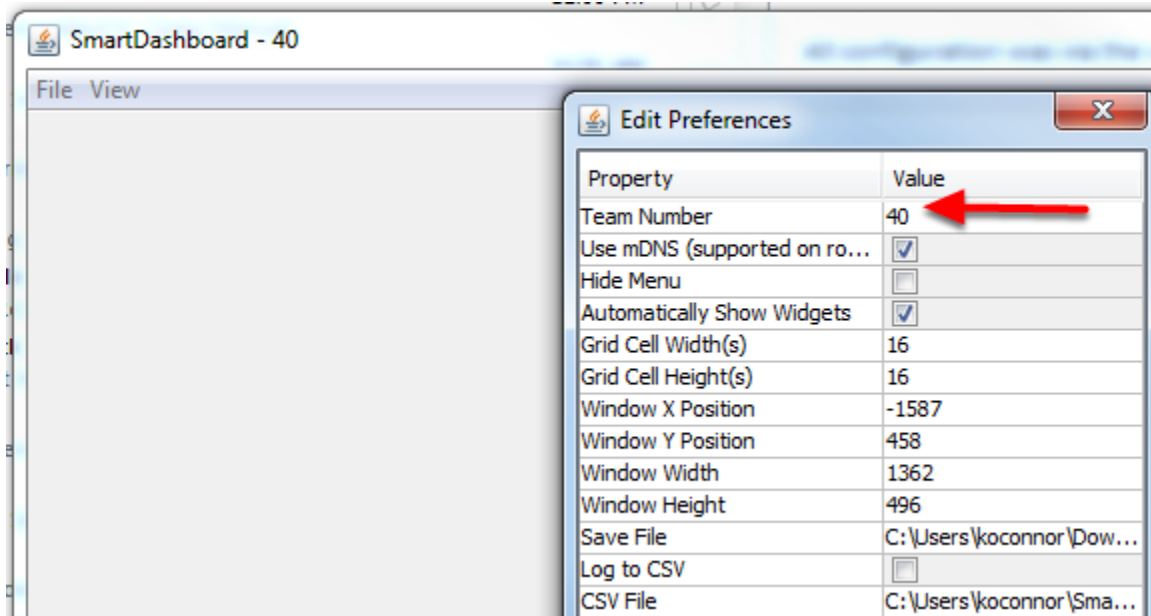 SmartDashboard - 40
File View
Edit Preferences
Property Value
Team Number 40
Use mDNS (supported on ro...
Hide Menu
Automatically Show Widgets
Grid Cell Width(s) 16
Grid Cell Height(s) 16
Window X Position -1587
Window Y Position 458
Window Width 1362
Window Height 496
Save File C:\Users\koconnor\Dow...
Log to CSV
CSV File C:\Users\koconnor\Sma...